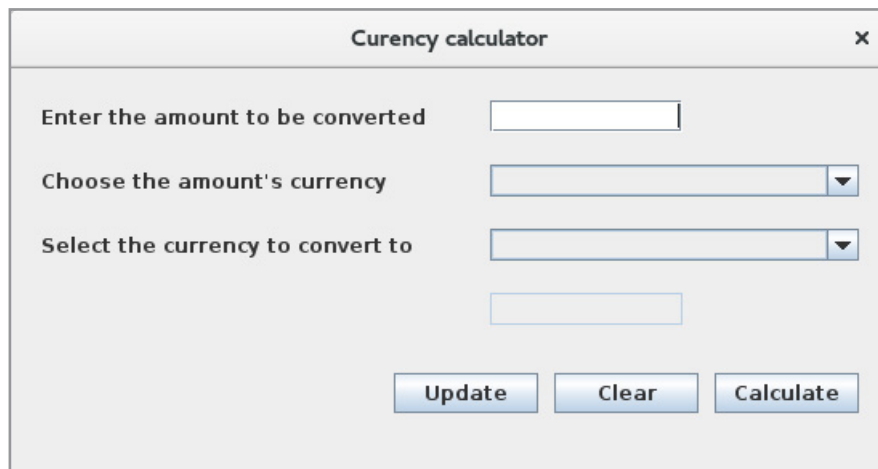 Curency calculator
Enter the amount to be converted
Choose the amount's currency
Select the currency to convert to
Update Clear Calculate